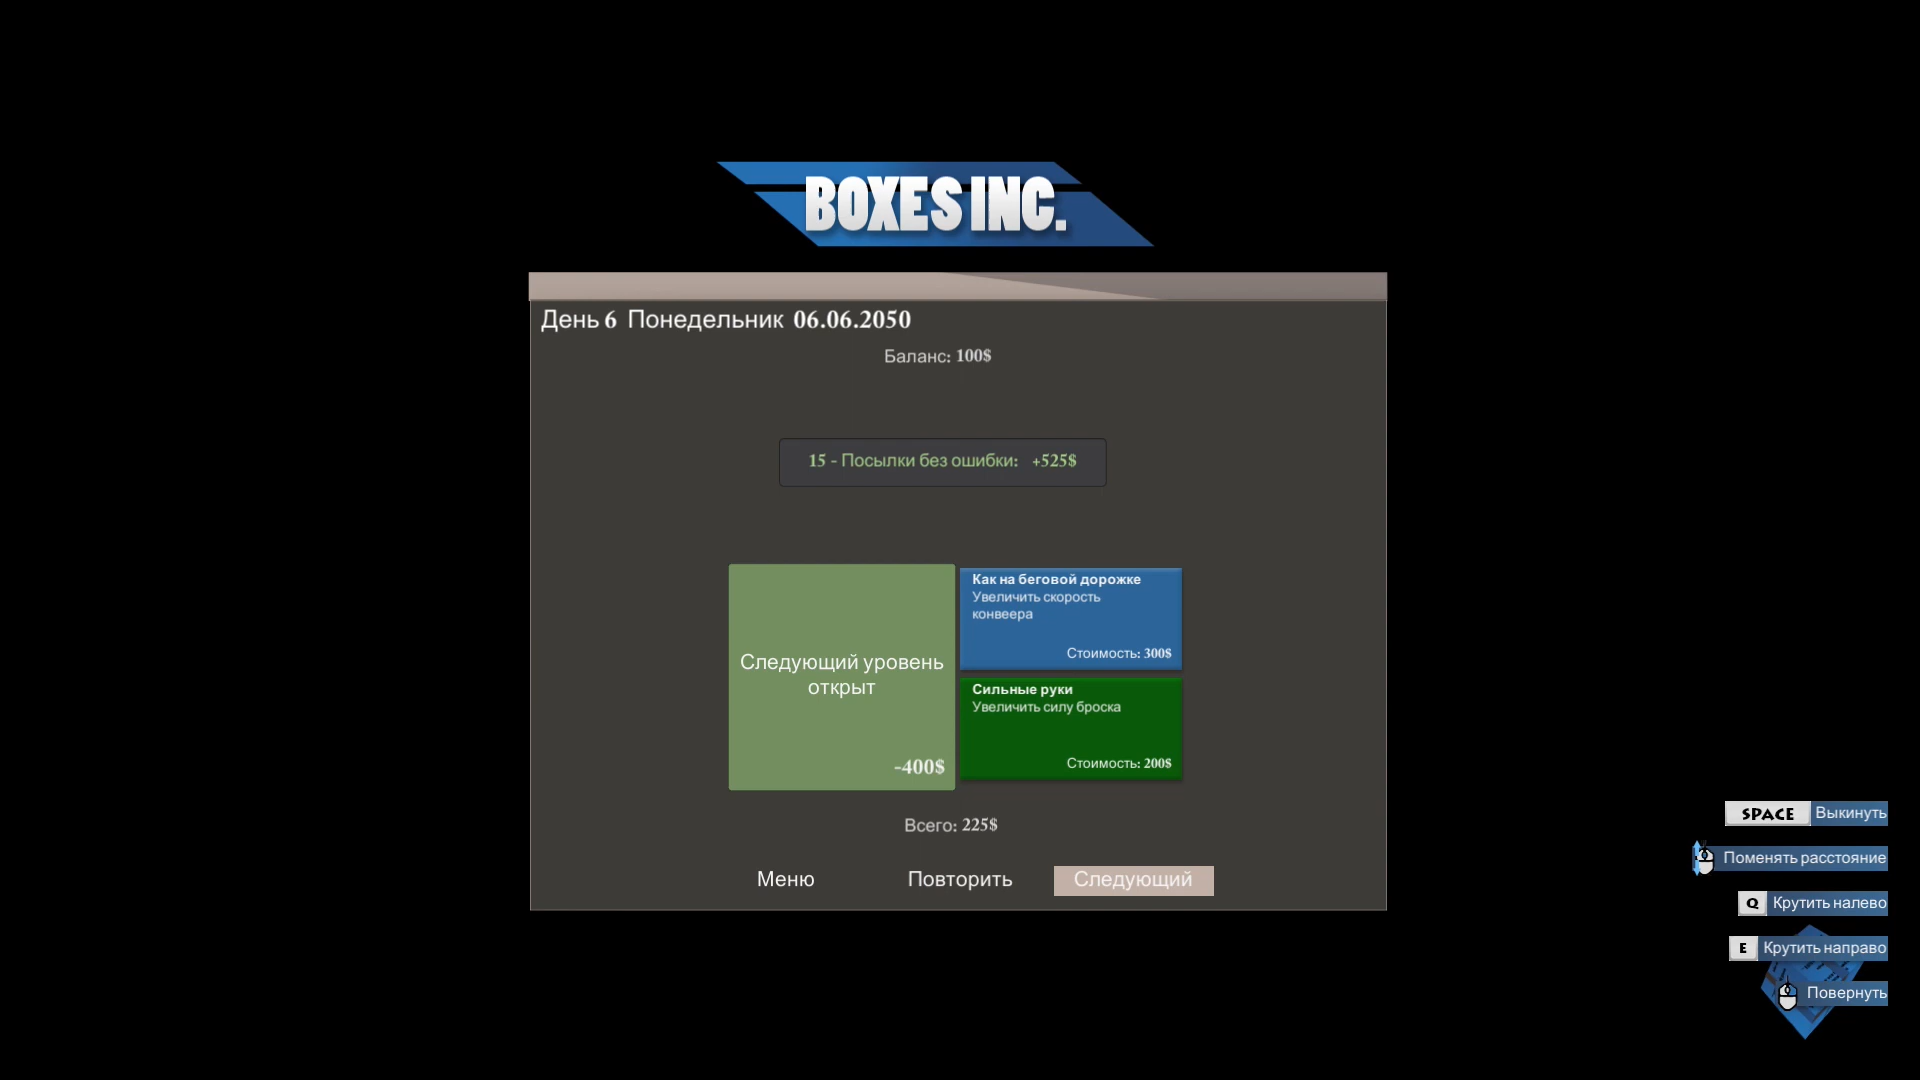 BOXES INC.
День 6 Понедельник 06.06.2050
Баланс: 100$
15 - Посылки без ошибки: +525$
Следующий уровень
открыт
-400$
Как на беговой дорожке
Увеличить скорость
конвеера
Стоимость: 300$
Сильные руки
Увеличить силу броска
Стоимость: 200$
Всего: 225$
Меню Повторить Следующий
SPACE Выкинуть
Поменять расстояние
Q Крутить налево
E Крутить направо
Повернуть